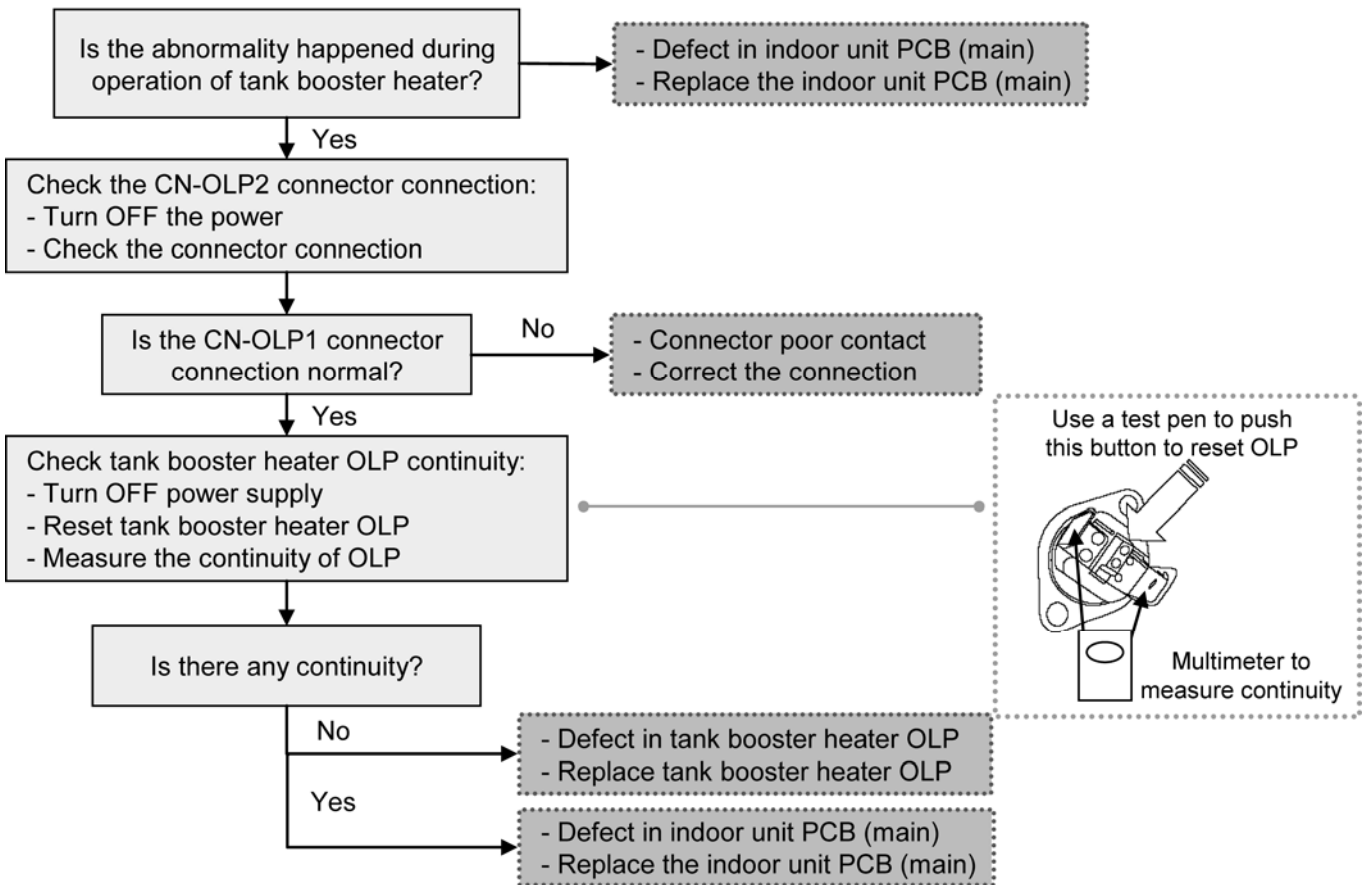 Is the abnormality happened during
operation of tank booster heater?
- Defect in indoor unit PCB (main)
- Replace the indoor unit PCB (main)
Yes
Check the CN-OLP2 connector connection:
- Turn OFF the power
- Check the connector connection
Is the CN-OLP1 connector
connection normal?
No
- Connector poor contact
- Correct the connection
Yes
Check tank booster heater OLP continuity:
- Turn OFF power supply
- Reset tank booster heater OLP
- Measure the continuity of OLP
Use a test pen to push
this button to reset OLP
Multimeter to
measure continuity
Is there any continuity?
No
- Defect in tank booster heater OLP
- Replace tank booster heater OLP
Yes
- Defect in indoor unit PCB (main)
- Replace the indoor unit PCB (main)